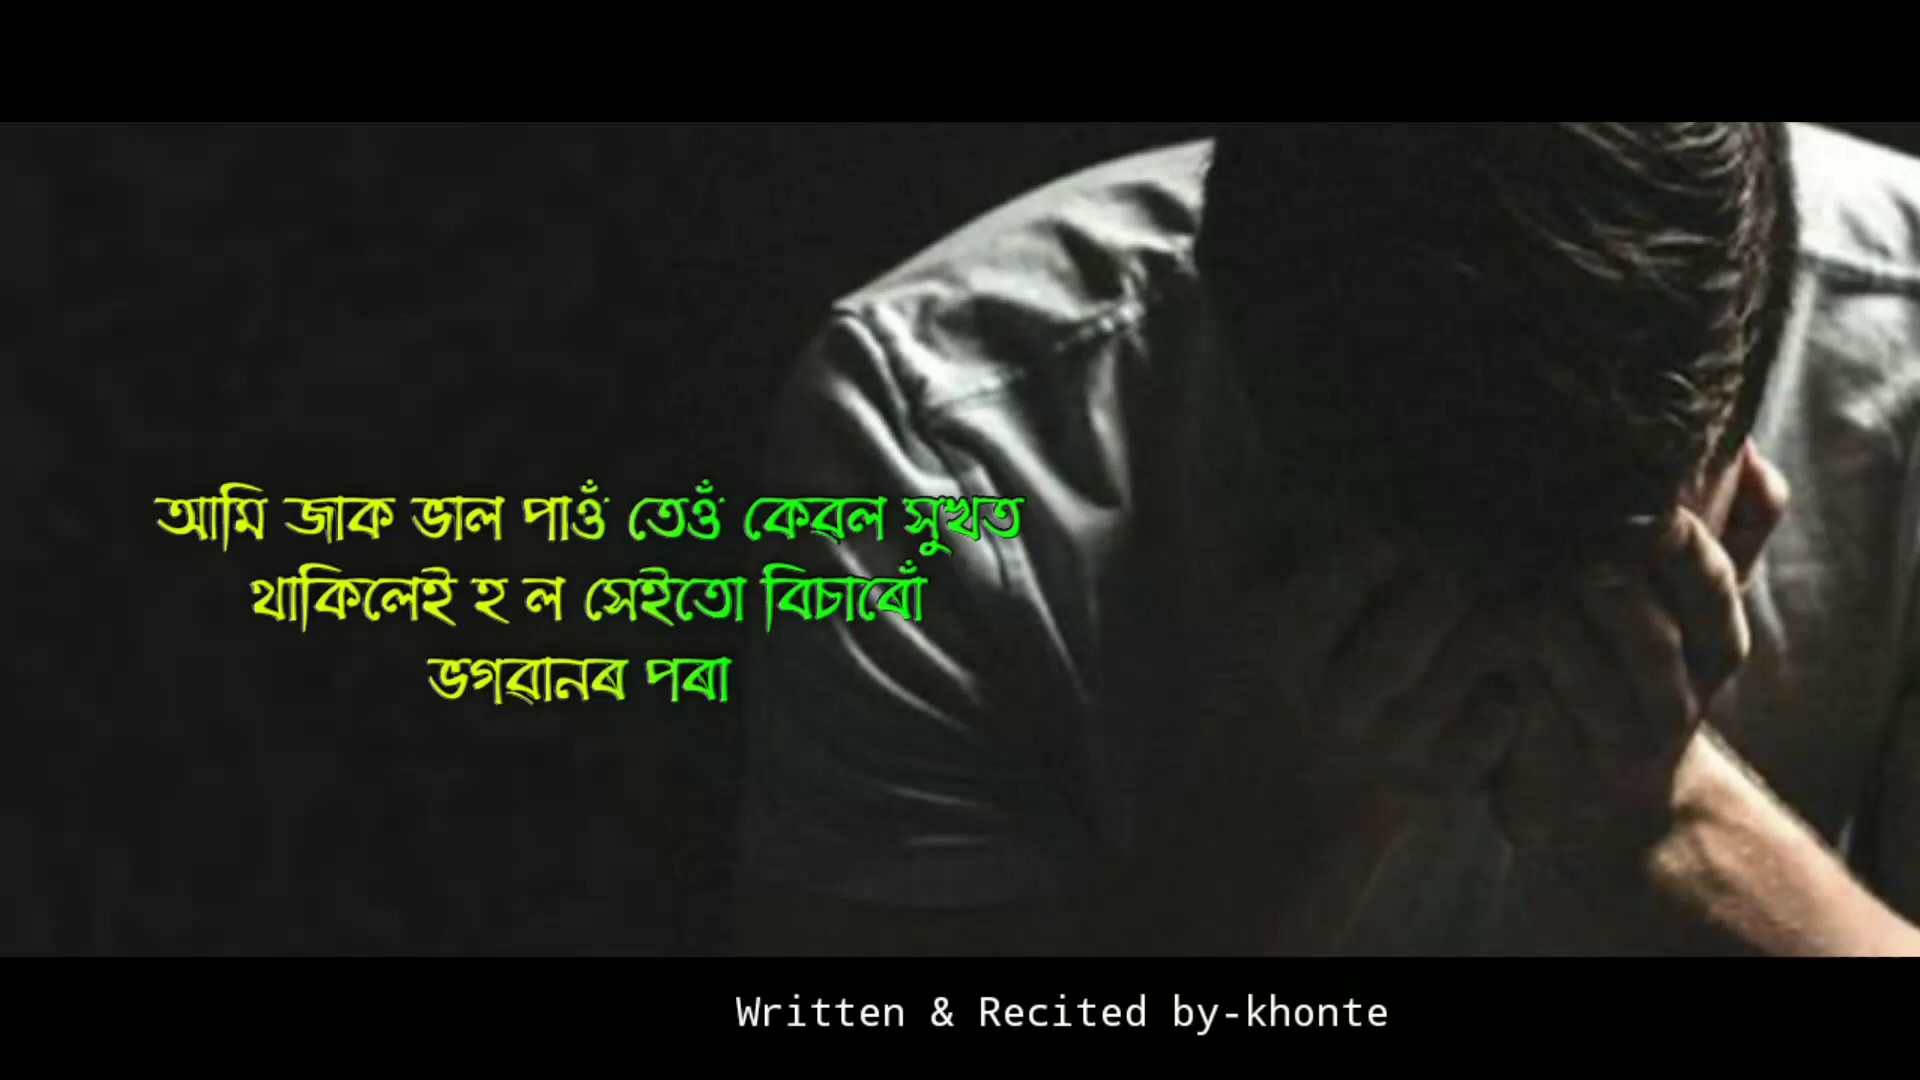 আমি জাক ভাল পাওঁ তেওঁ কেৱল সুখত
থাকিলেই হ ল সেইতো বিচাৰোঁ
ভগৱানৰ পৰা
Written & Recited by-khonte